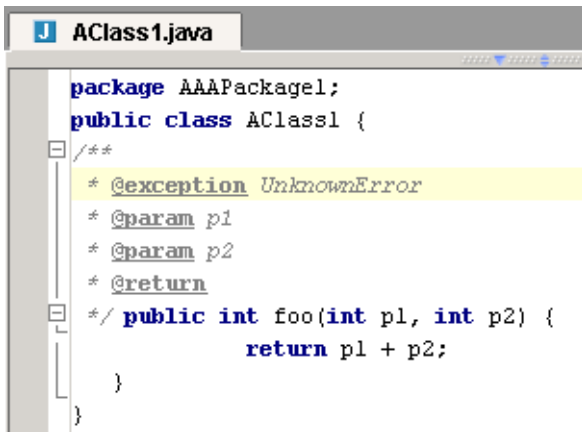 J AClass1.java
package AAAPackage1;
public class AClass1 {
/**
* @exception UnknownError
* @param p1
* @param p2
* @return
*/ public int foo(int p1, int p2) {
return p1 + p2;
}
}